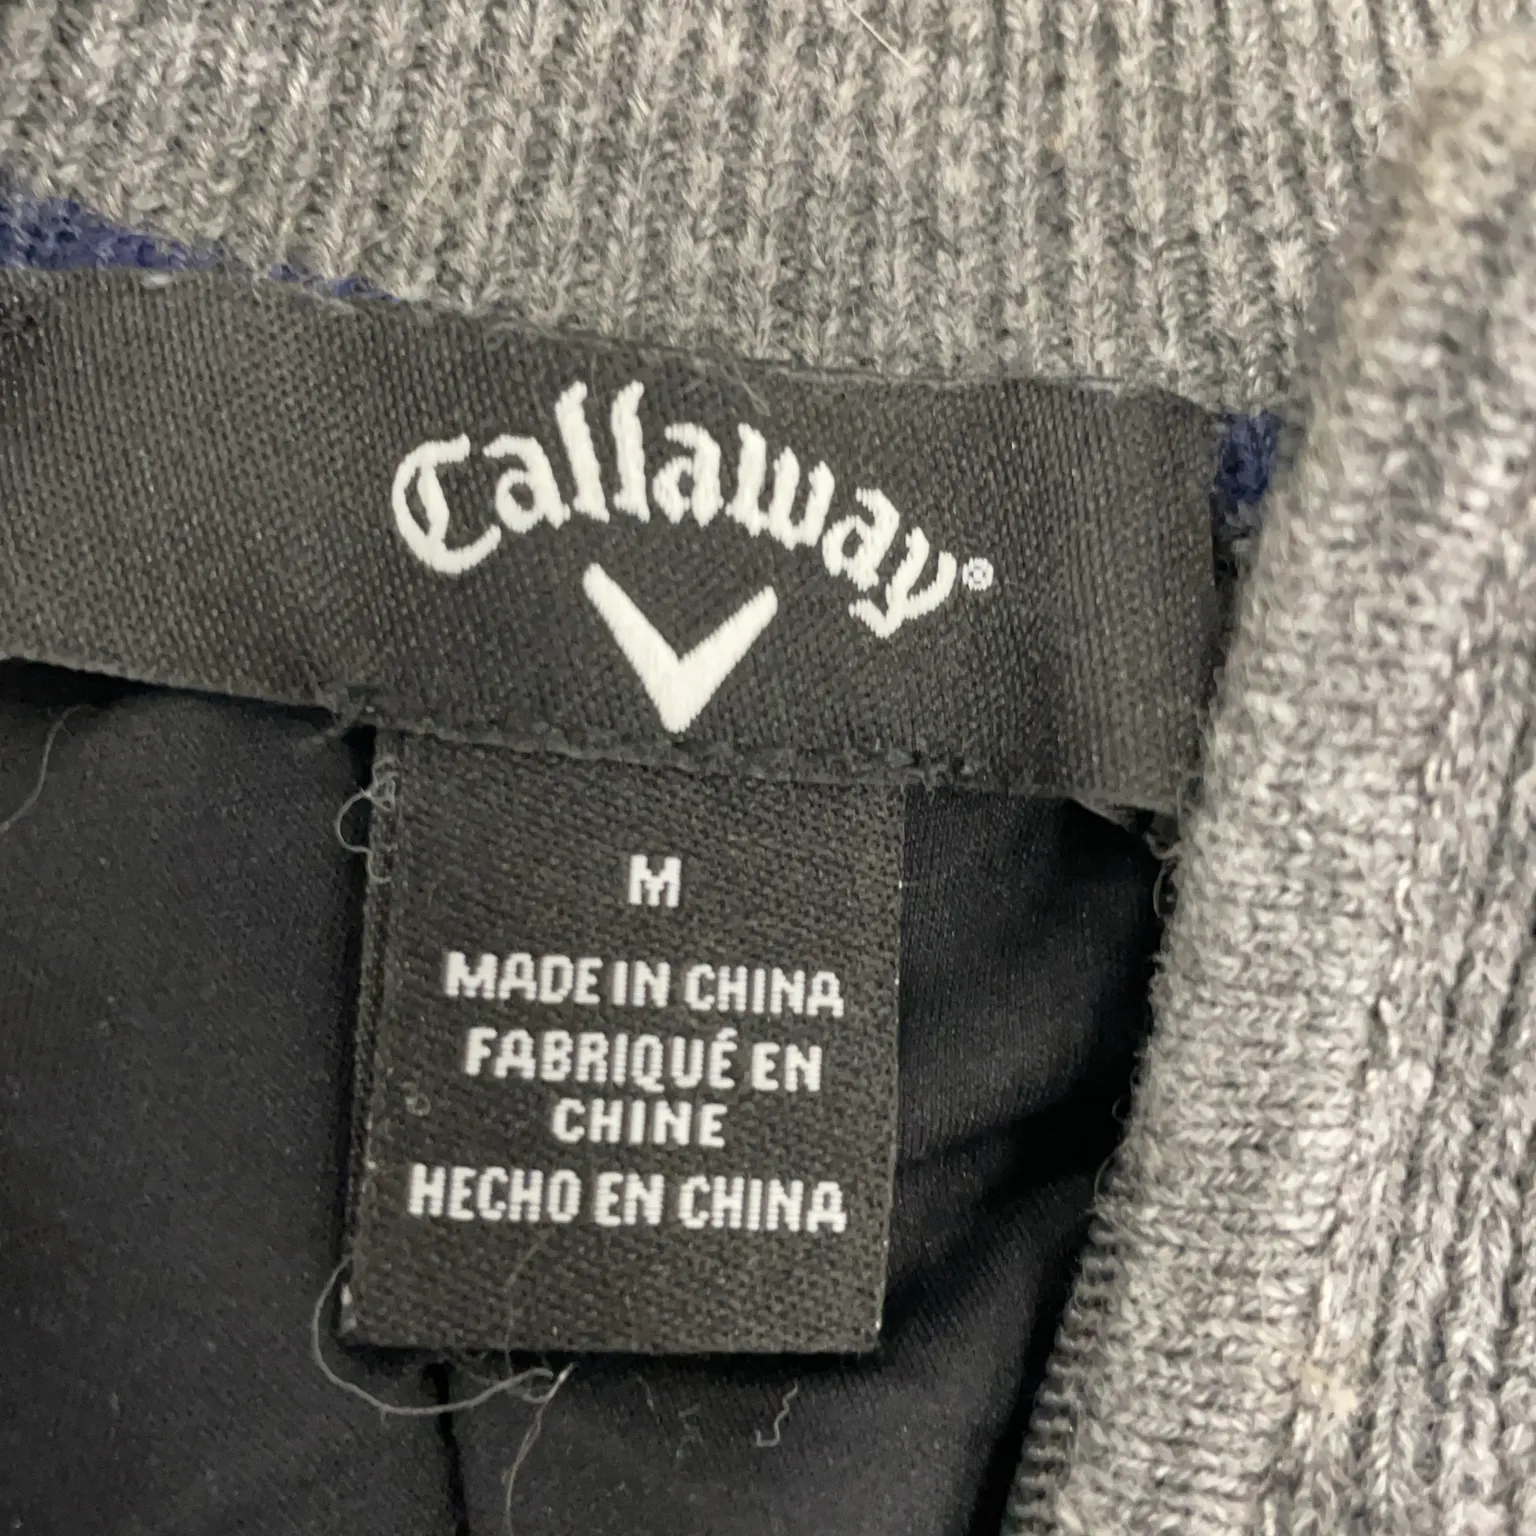 Callaway®
M
MADE IN CHINA
FABRIQUÉ EN
CHINE
HECHO EN CHINA